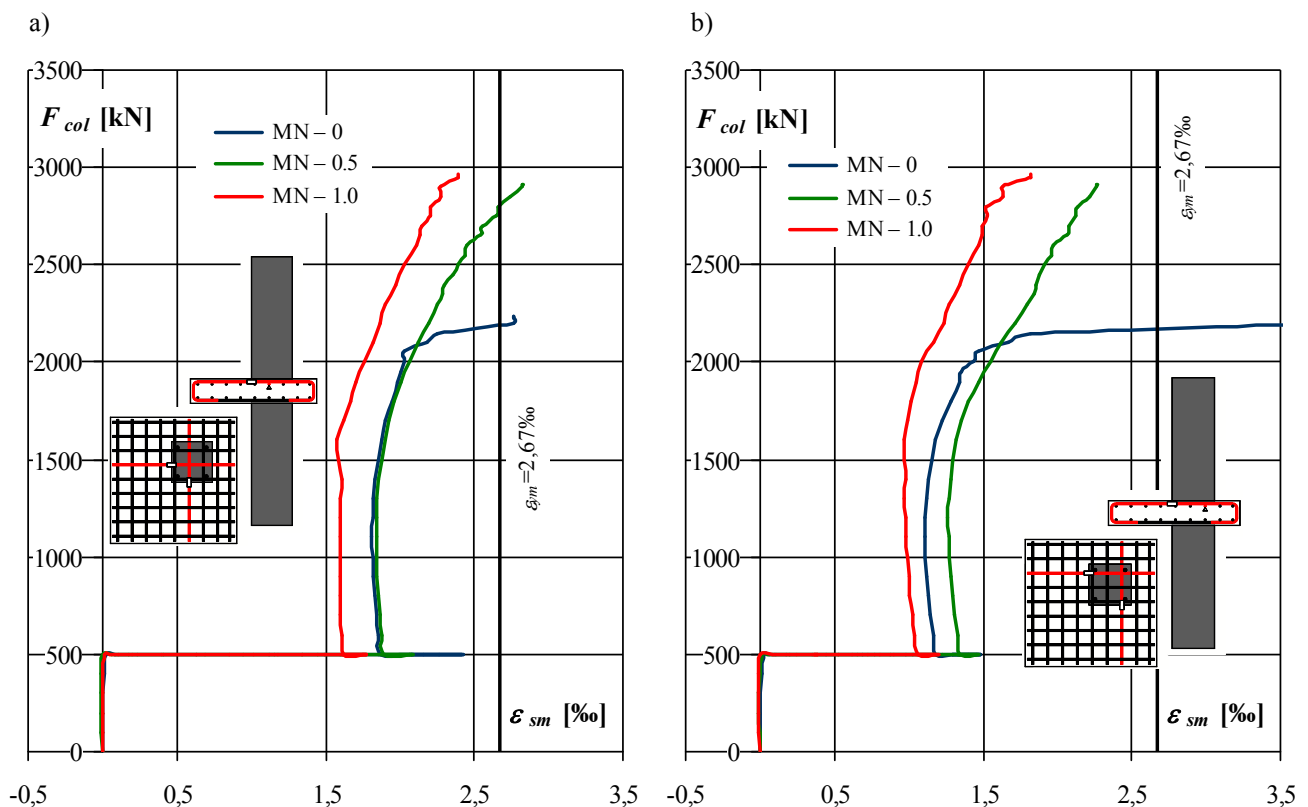 a)
3500
F col [kN]
MN – 0
MN – 0.5
MN – 1.0
3000
2500
2000
1500
1000
500
0
εym=2,67‰
ε sm [‰]
-0,5
0,5
1,5
2,5
3,5
b)
3500
F col [kN]
MN – 0
MN – 0.5
MN – 1.0
3000
2500
2000
1500
1000
500
0
εym=2,67‰
ε sm [‰]
-0,5
0,5
1,5
2,5
3,5